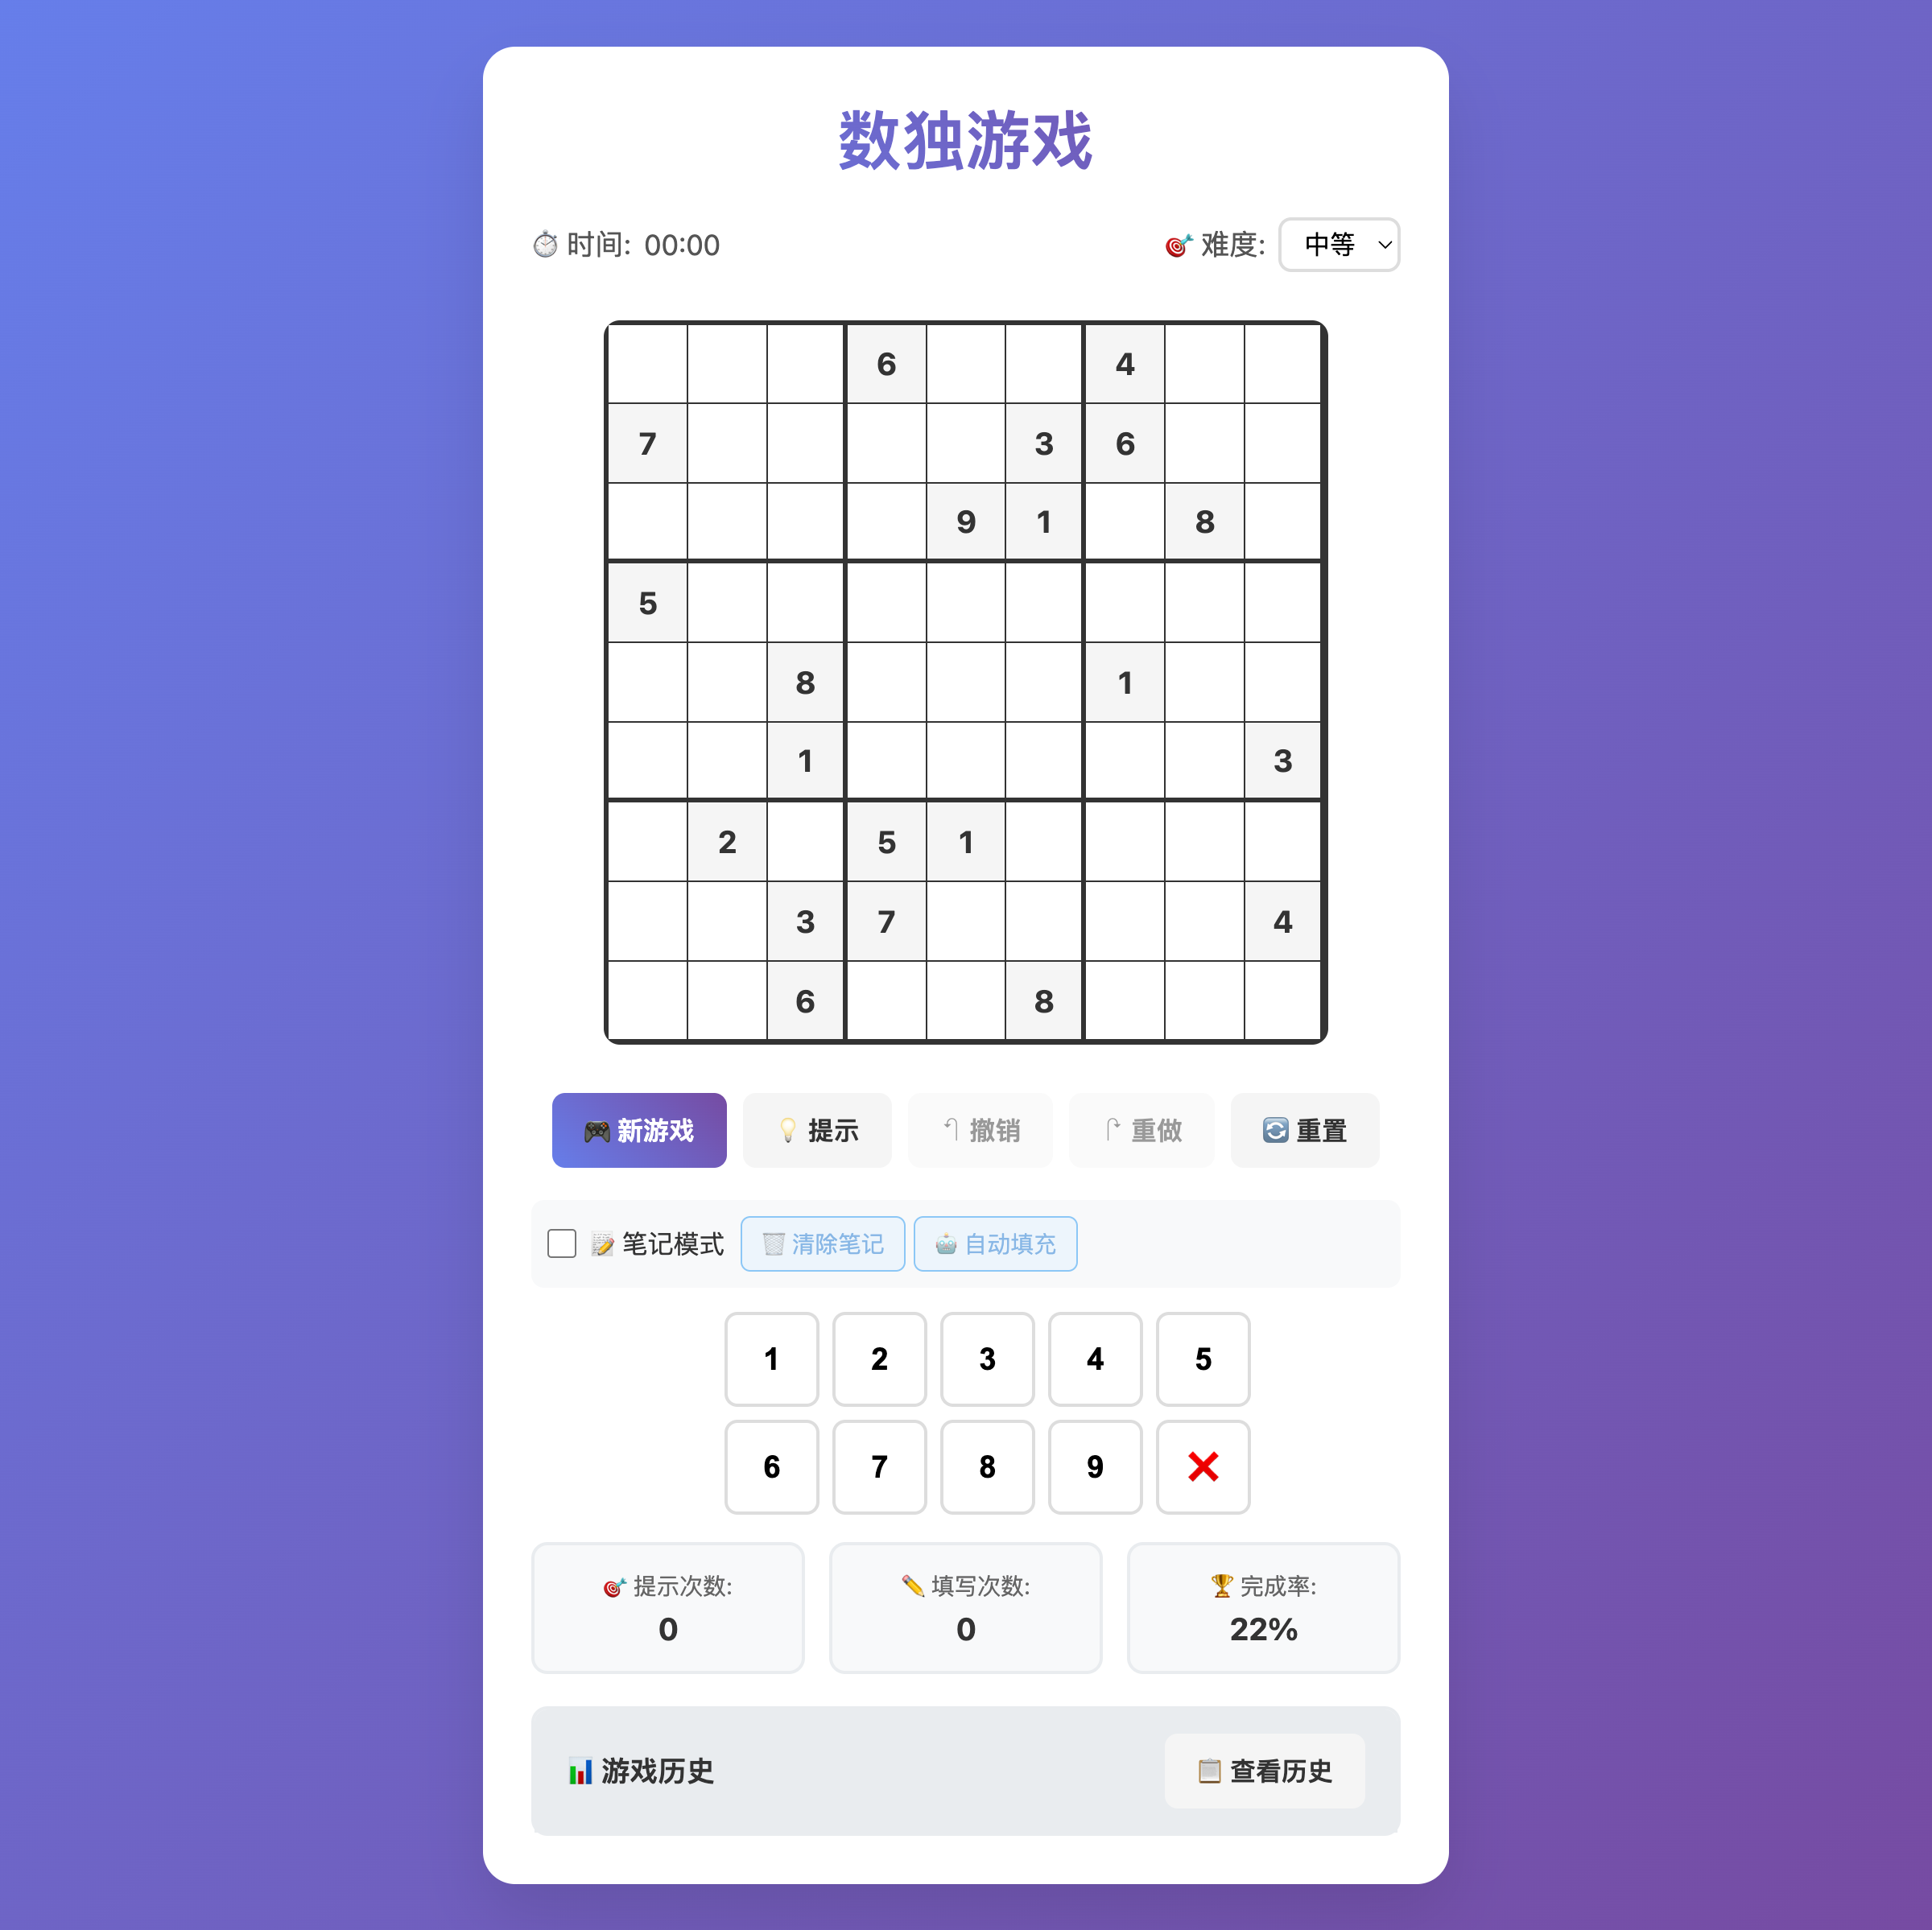 数独游戏
⏱️ 时间: 00:00
🎯 难度: 中等
6 4
7 3 6
9 1 8
5
8 1
1 3
2 5 1
3 7 4
6 8
🎮 新游戏 💡 提示 ↶ 撤销 ↷ 重做 🔄 重置
📝 笔记模式 🗑️ 清除笔记 🤖 自动填充
1 2 3 4 5
6 7 8 9 ❌
🎯 提示次数: ✏️ 填写次数: 🏆 完成率:
0 0 22%
📊 游戏历史 📋 查看历史